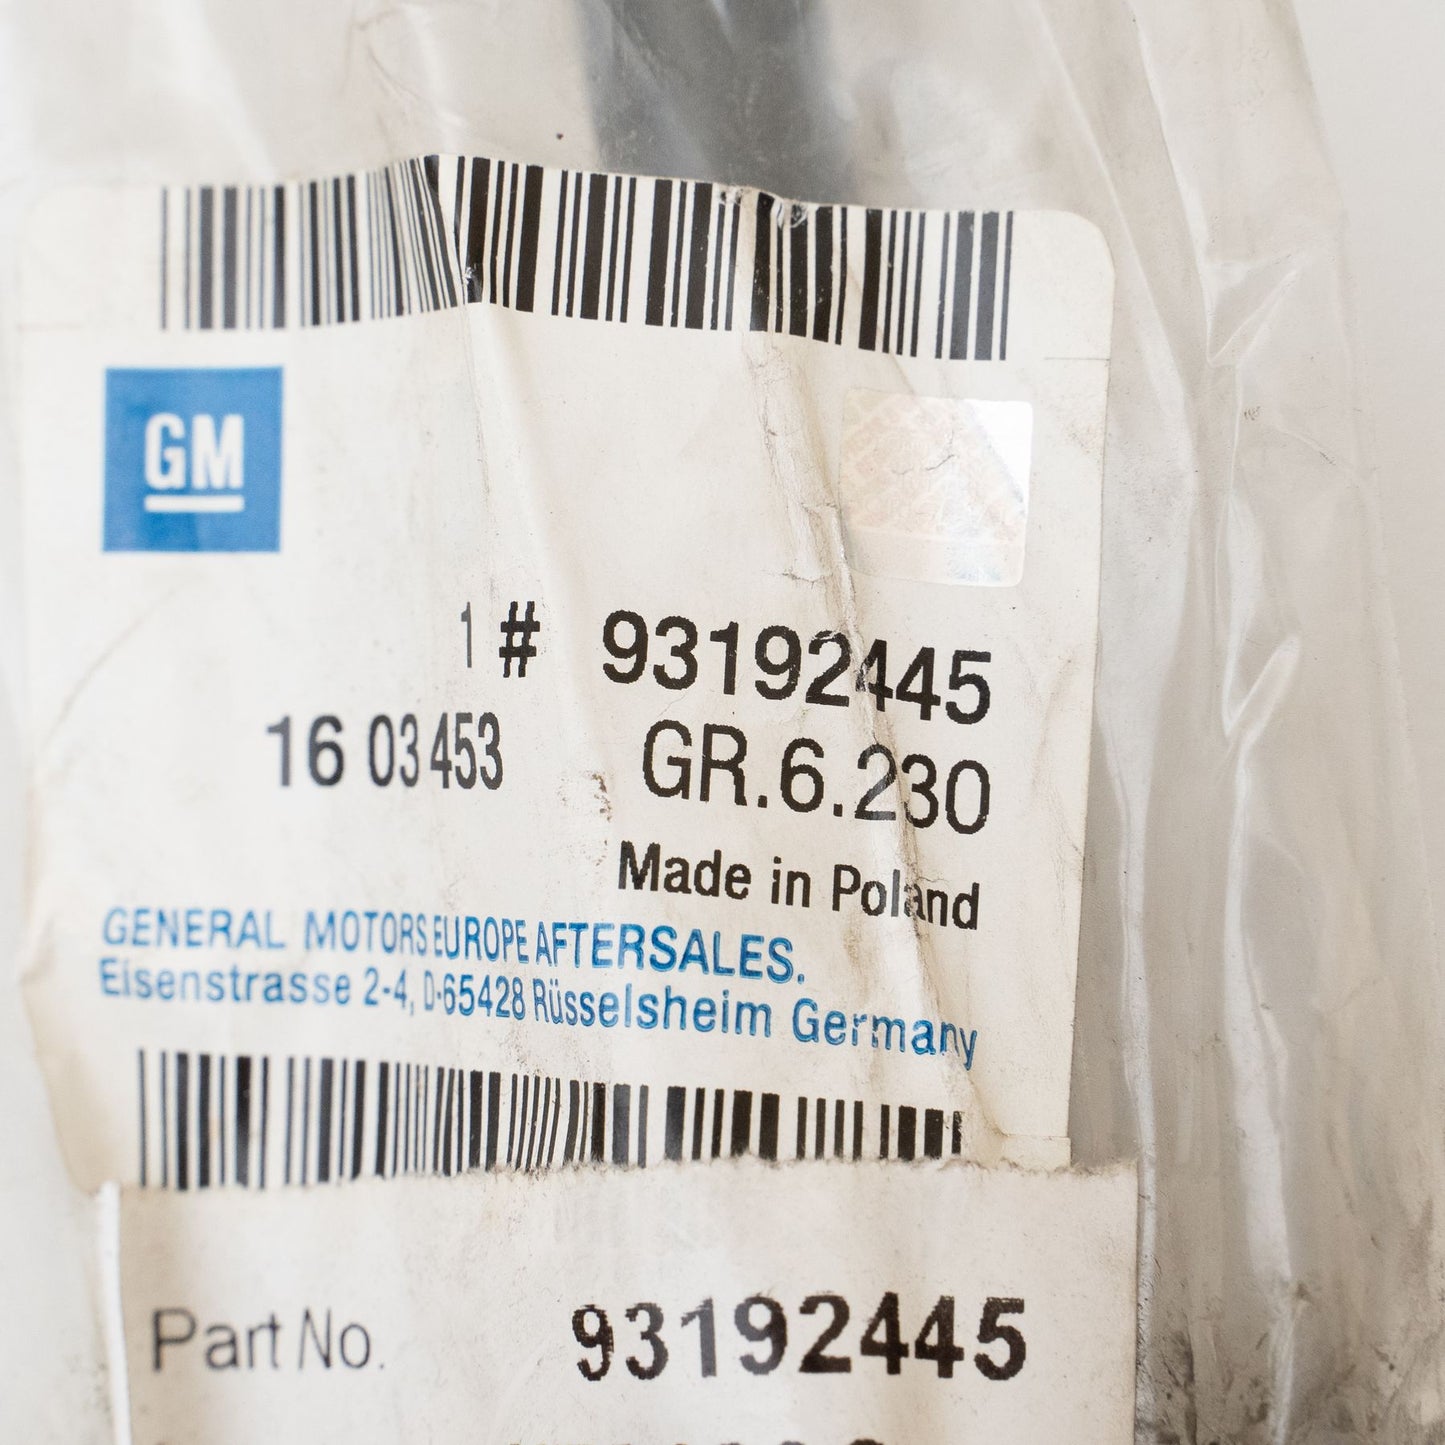 GM
1 # 93192445
16 03 453 GR.6.230
Made in Poland
GENERAL MOTORS EUROPE AFTERSALES.
Eisenstrasse 2-4, D-65428 Rüsselsheim Germany
Part No. 93192445